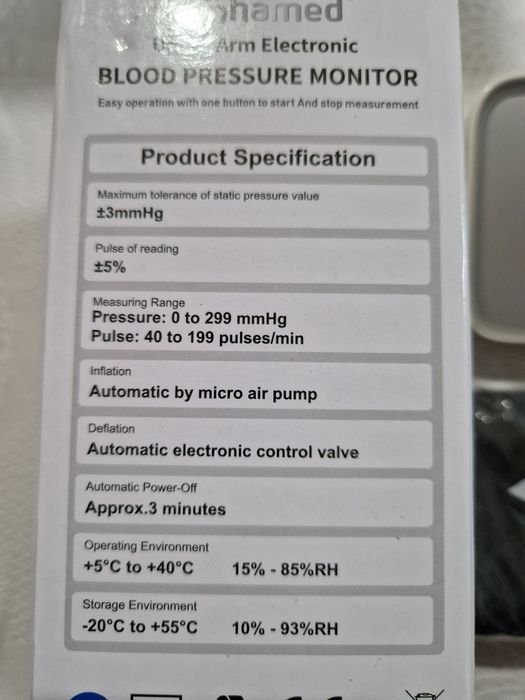 Arm Electronic
BLOOD PRESSURE MONITOR
Easy operation with one button to start And stop measurement
Product Specification
Maximum tolerance of static pressure value
±3mmHg
Pulse of reading
±5%
Measuring Range
Pressure: 0 to 299 mmHg
Pulse: 40 to 199 pulses/min
Inflation
Automatic by micro air pump
Deflation
Automatic electronic control valve
Automatic Power-Off
Approx.3 minutes
Operating Environment
+5°C to +40°C 15% - 85%RH
Storage Environment
-20°C to +55°C 10% - 93%RH